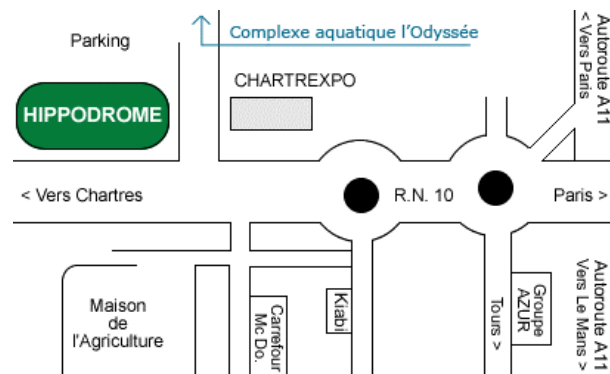 Parking
Complexe aquatique l'Odyssée
Autoroute A11
< Vers Paris
CHARTREXPO
HIPPODROME
< Vers Chartres
R.N. 10
Paris >
Maison
de
l'Agriculture
Carrefour
Mc Do.
Kiabi
Tours >
Groupe
AZUR
Autoroute A11
Vers Le Mans >